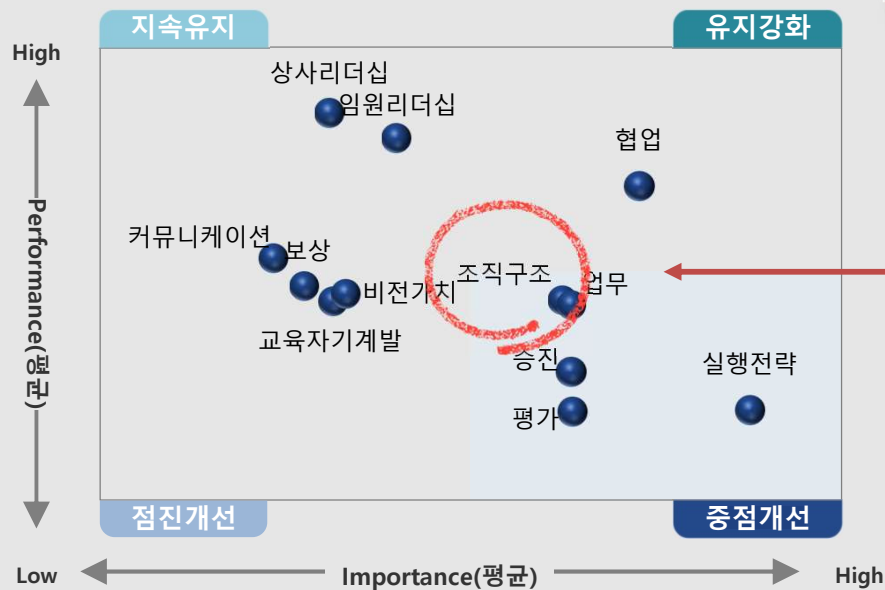 지속유지
유지강화
High
상사리더십
임원리더십
협업
Performance(평균)
커뮤니케이션
보상
조직구조
업무
비전가치
교육자기계발
승진
실행전략
평가
점진개선
중점개선
Low
Importance(평균)
High